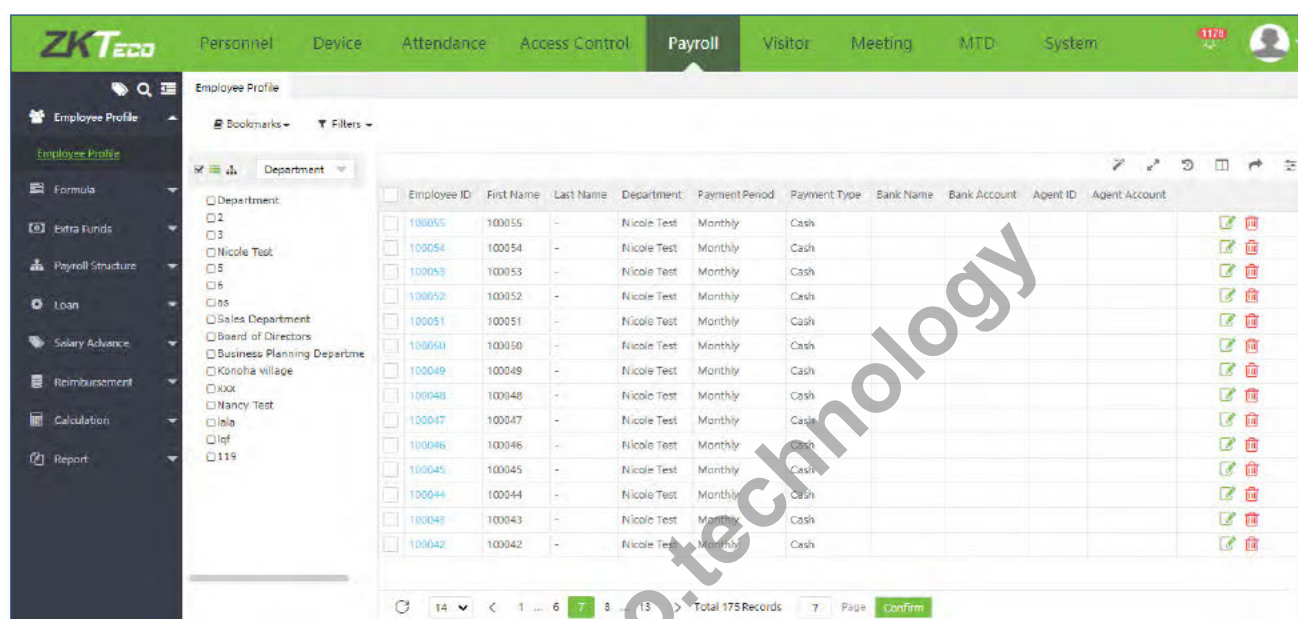 ZKTeco Personnel Device Attendance Access Control Payroll Visitor Meeting MTD System 1178
Employee Profile
Employee Profile
Formula
Extra Funds
Payroll Structure
Loan
Salary Advance
Reimbursement
Calculation
Report
Employee Profile
Bookmarks Filters
Department
Department
2
3
Nicole Test
5
6
as
Sales Department
Board of Directors
Business Planning Departme
Konoha village
xxx
Nancy Test
lala
lqf
119
Employee ID First Name Last Name Department Payment Period Payment Type Bank Name Bank Account Agent ID Agent Account
100055 100055 - Nicole Test Monthly Cash
100054 100054 - Nicole Test Monthly Cash
100053 100053 - Nicole Test Monthly Cash
100052 100052 - Nicole Test Monthly Cash
100051 100051 - Nicole Test Monthly Cash
100050 100050 - Nicole Test Monthly Cash
100049 100049 - Nicole Test Monthly Cash
100048 100048 - Nicole Test Monthly Cash
100047 100047 - Nicole Test Monthly Cash
100046 100046 - Nicole Test Monthly Cash
100045 100045 - Nicole Test Monthly Cash
100044 100044 - Nicole Test Monthly Cash
100043 100043 - Nicole Test Monthly Cash
100042 100042 - Nicole Test Monthly Cash
14 < 1 ... 6 7 8 ... 13 > Total 175 Records 7 Page Confirm
o.technology